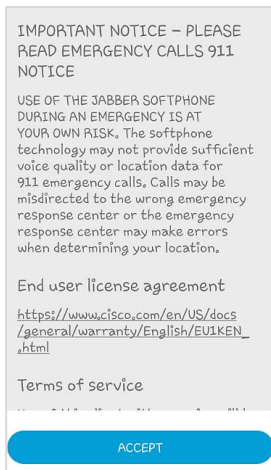 IMPORTANT NOTICE – PLEASE
READ EMERGENCY CALLS 911
NOTICE
USE OF THE JABBER SOFTPHONE
DURING AN EMERGENCY IS AT
YOUR OWN RISK. The softphone
technology may not provide sufficient
voice quality or location data for
911 emergency calls. Calls may be
misdirected to the wrong emergency
response center or the emergency
response center may make errors
when determining your location.
End user license agreement
https://www.cisco.com/en/US/docs
/general/warranty/English/EU1KEN_
.html
Terms of service
ACCEPT